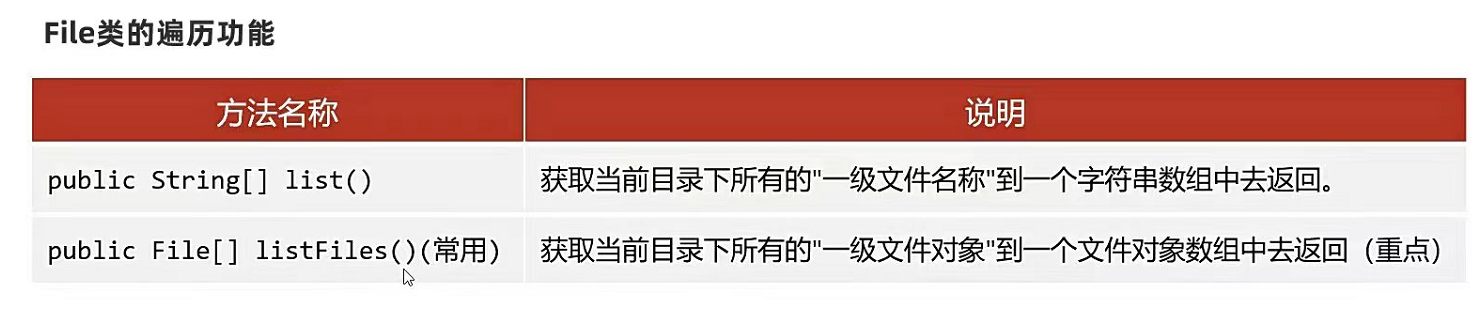 File类的遍历功能
方法名称 说明
public String[] list() 获取当前目录下所有的"一级文件名称"到一个字符串数组中去返回。
public File[] listFiles()(常用) 获取当前目录下所有的"一级文件对象"到一个文件对象数组中去返回（重点）